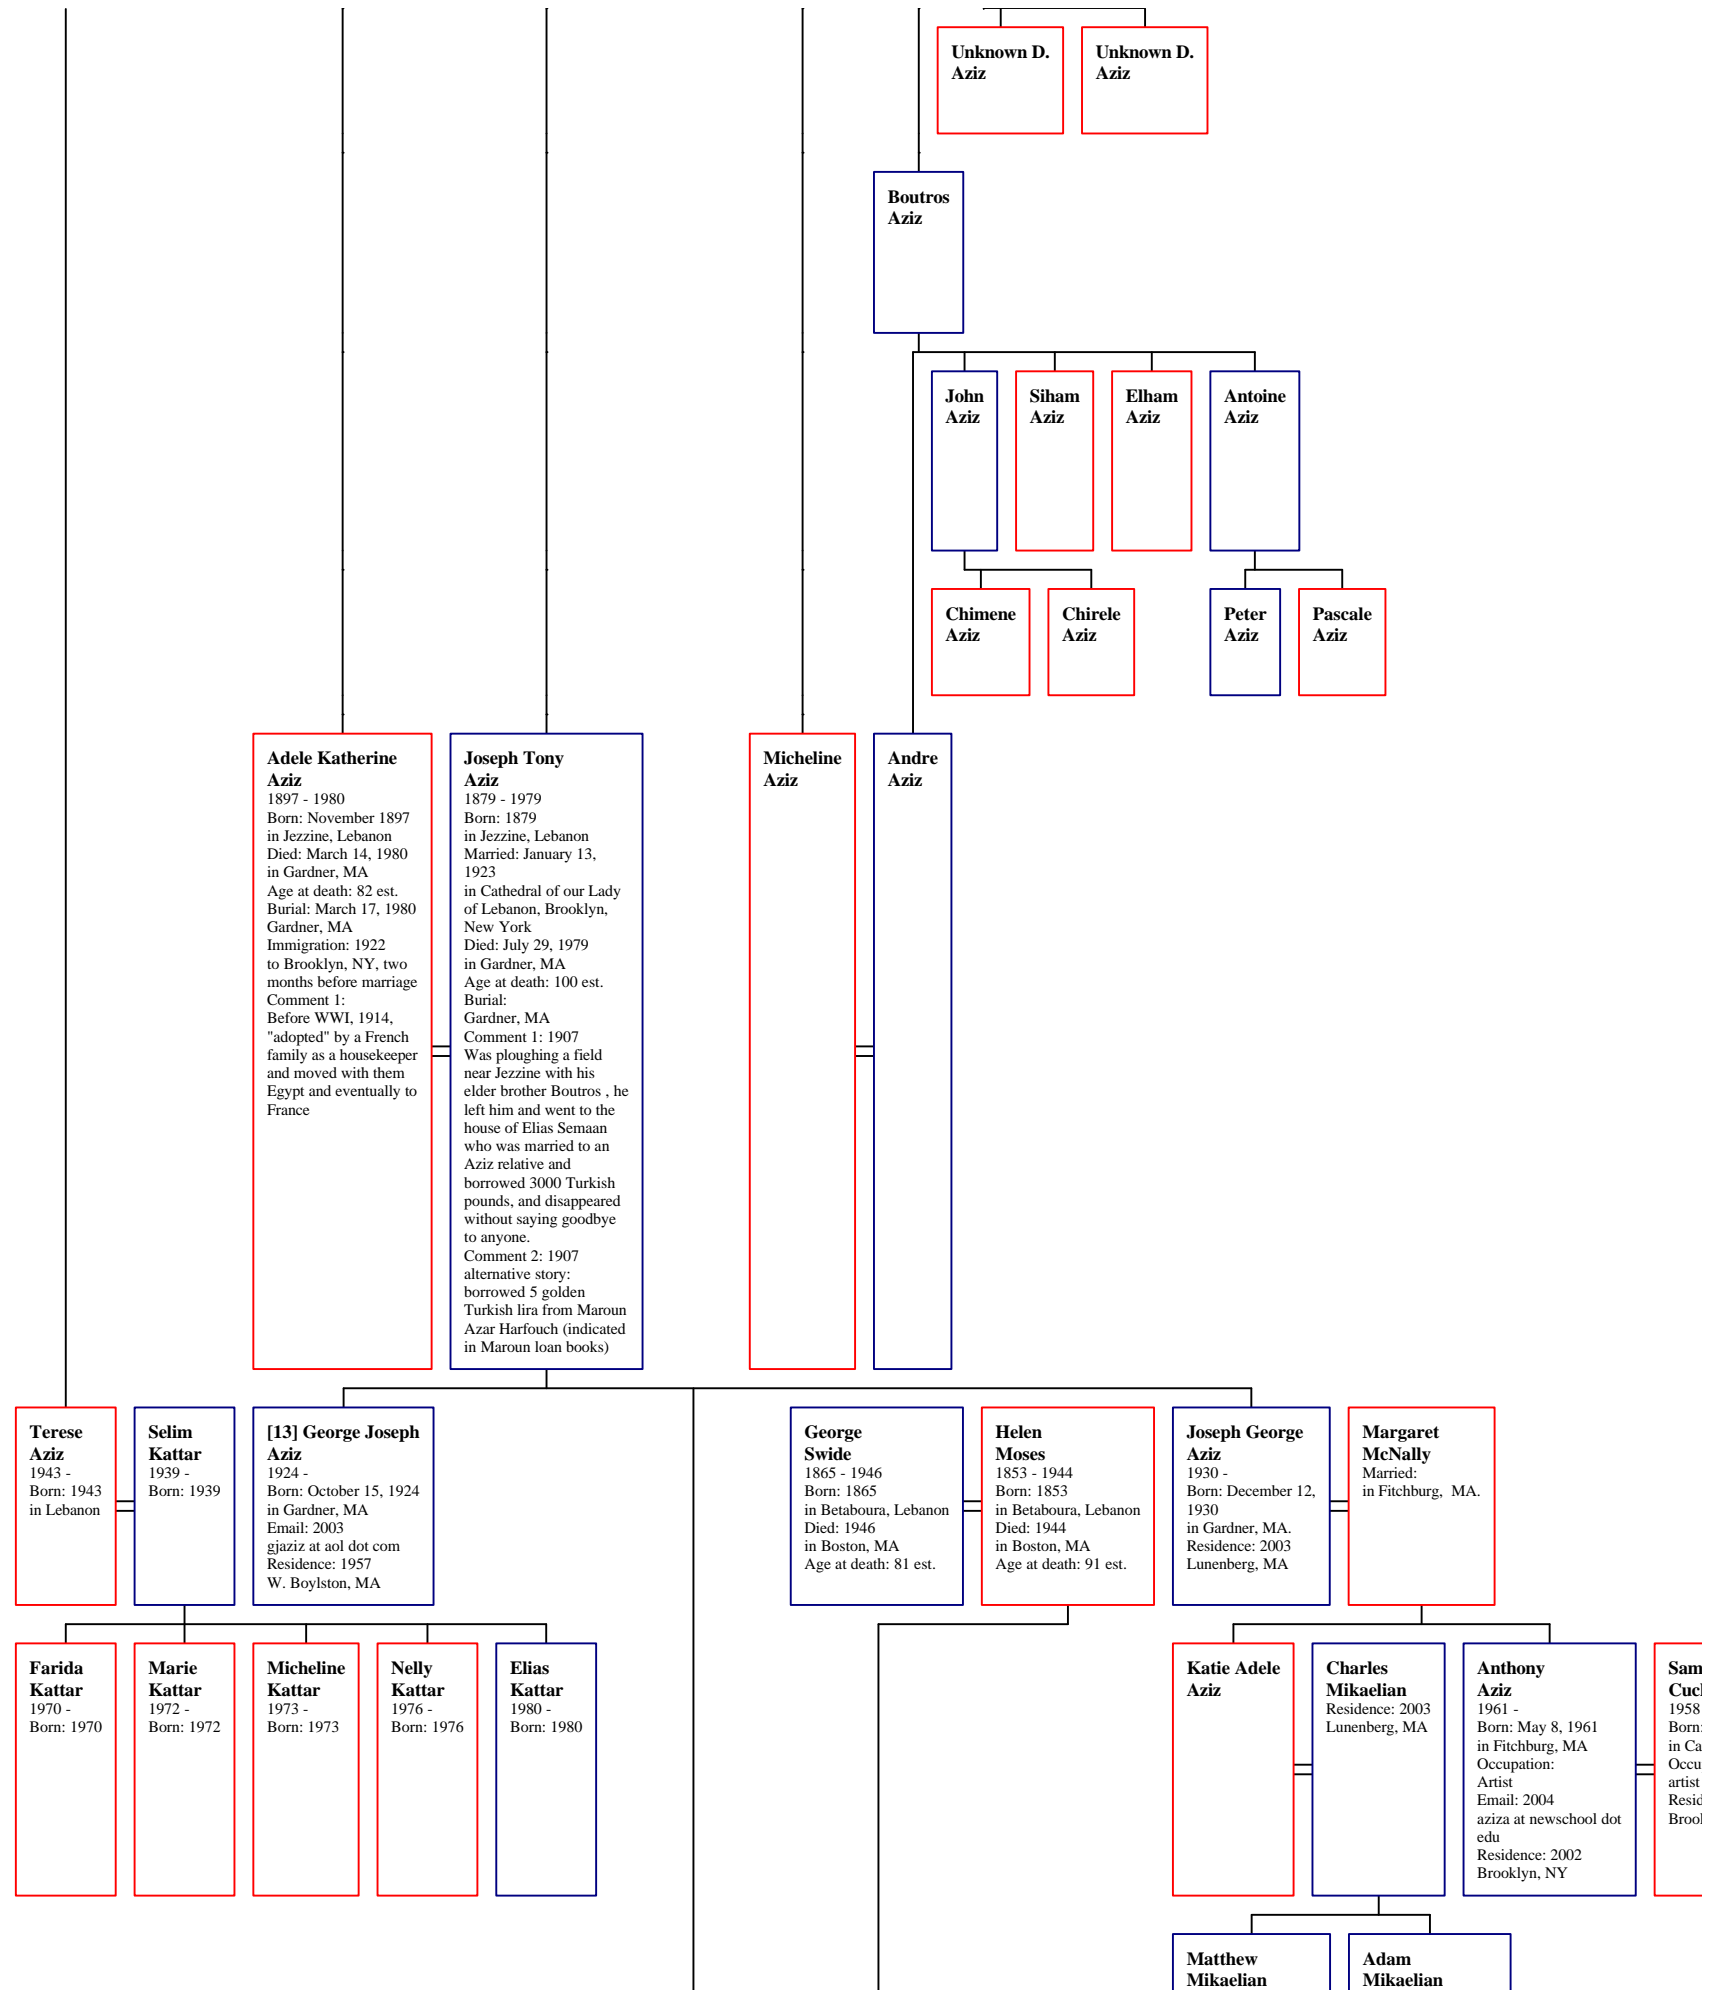 Unknown D.
Aziz
Unknown D.
Aziz
Boutros
Aziz
John
Aziz
Siham
Aziz
Elham
Aziz
Antoine
Aziz
Chimene
Aziz
Chirele
Aziz
Peter
Aziz
Pascale
Aziz
Adele Katherine
Aziz
1897 - 1980
Born: November 1897
in Jezzine, Lebanon
Died: March 14, 1980
in Gardner, MA
Age at death: 82 est.
Burial: March 17, 1980
Gardner, MA
Immigration: 1922
to Brooklyn, NY, two
months before marriage
Comment 1:
Before WWI, 1914,
"adopted" by a French
family as a housekeeper
and moved with them
Egypt and eventually to
France
Joseph Tony
Aziz
1879 - 1979
Born: 1879
in Jezzine, Lebanon
Married: January 13,
1923
in Cathedral of our Lady
of Lebanon, Brooklyn,
New York
Died: July 29, 1979
in Gardner, MA
Age at death: 100 est.
Burial:
Gardner, MA
Comment 1: 1907
Was ploughing a field
near Jezzine with his
elder brother Boutros , he
left him and went to the
house of Elias Semaan
who was married to an
Aziz relative and
borrowed 3000 Turkish
pounds, and disappeared
without saying goodbye
to anyone.
Comment 2: 1907
alternative story:
borrowed 5 golden
Turkish lira from Maroun
Azar Harfouch (indicated
in Maroun loan books)
Micheline
Aziz
Andre
Aziz
Terese
Aziz
1943 -
Born: 1943
in Lebanon
Selim
Kattar
1939 -
Born: 1939
[13] George Joseph
Aziz
1924 -
Born: October 15, 1924
in Gardner, MA
Email: 2003
gjaziz at aol dot com
Residence: 1957
W. Boylston, MA
George
Swide
1865 - 1946
Born: 1865
in Betaboura, Lebanon
Died: 1946
in Boston, MA
Age at death: 81 est.
Helen
Moses
1853 - 1944
Born: 1853
in Betaboura, Lebanon
Died: 1944
in Boston, MA
Age at death: 91 est.
Joseph George
Aziz
1930 -
Born: December 12,
1930
in Gardner, MA.
Residence: 2003
Lunenberg, MA
Margaret
McNally
Married:
in Fitchburg,  MA.
Farida
Kattar
1970 -
Born: 1970
Marie
Kattar
1972 -
Born: 1972
Micheline
Kattar
1973 -
Born: 1973
Nelly
Kattar
1976 -
Born: 1976
Elias
Kattar
1980 -
Born: 1980
Katie Adele
Aziz
Charles
Mikaelian
Residence: 2003
Lunenberg, MA
Anthony
Aziz
1961 -
Born: May 8, 1961
in Fitchburg, MA
Occupation:
Artist
Email: 2004
aziza at newschool dot
edu
Residence: 2002
Brooklyn, NY
Sam
1958
Born:
in Ca
Occu
artist
Resid
Matthew
Mikaelian
Adam
Mikaelian